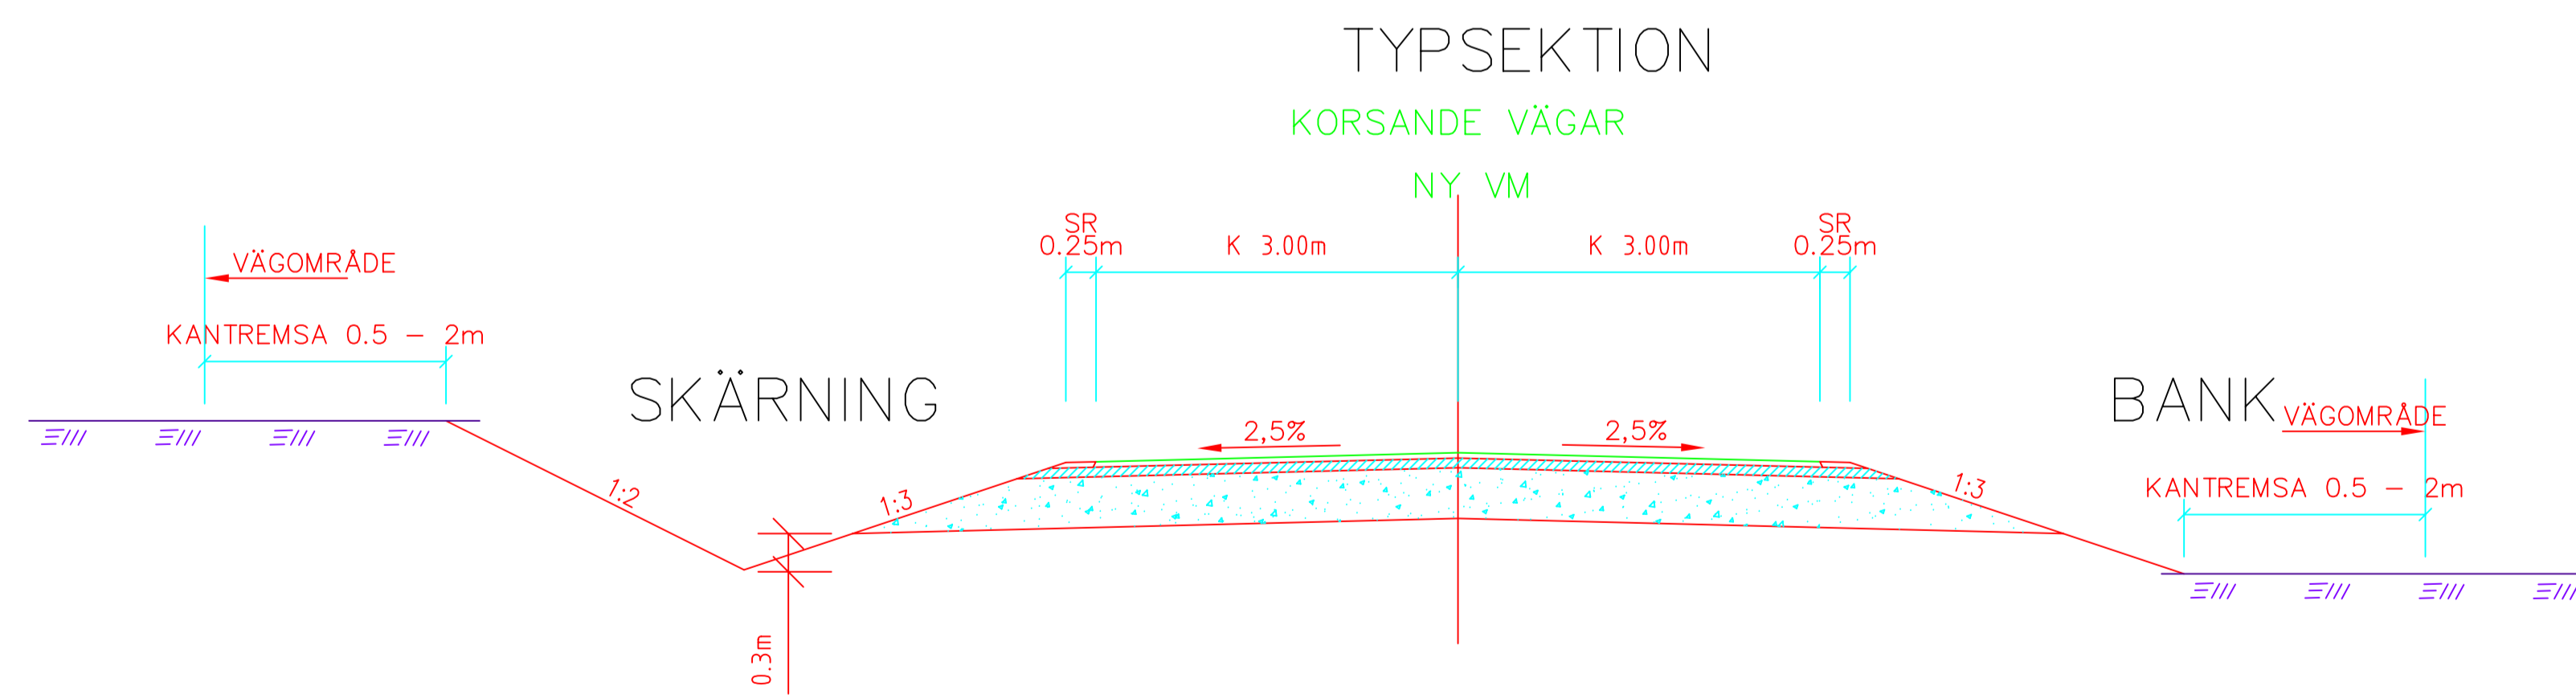 TYPSEKTION
KORSANDE VÄGAR
NY VM
SR
0.25m
K 3.00m
K 3.00m
SR
0.25m
VÄGOMRÅDE
KANTREMSA 0.5 - 2m
SKÄRNING
BANK
VÄGOMRÅDE
2,5%
2,5%
KANTREMSA 0.5 - 2m
1:2
1:3
1:3
0.3m